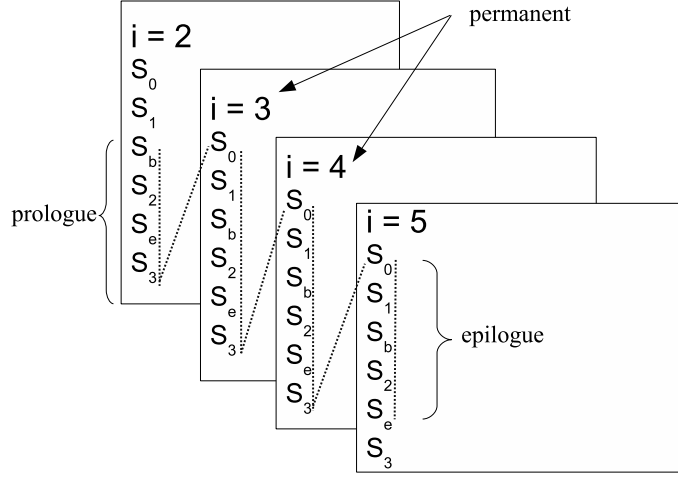 permanent
i = 2
S0
S1
Sb
S2
Se
S3
prologue
i = 3
S0
S1
Sb
S2
Se
S3
i = 4
S0
S1
Sb
S2
Se
S3
i = 5
S0
S1
Sb
S2
Se
S3
epilogue